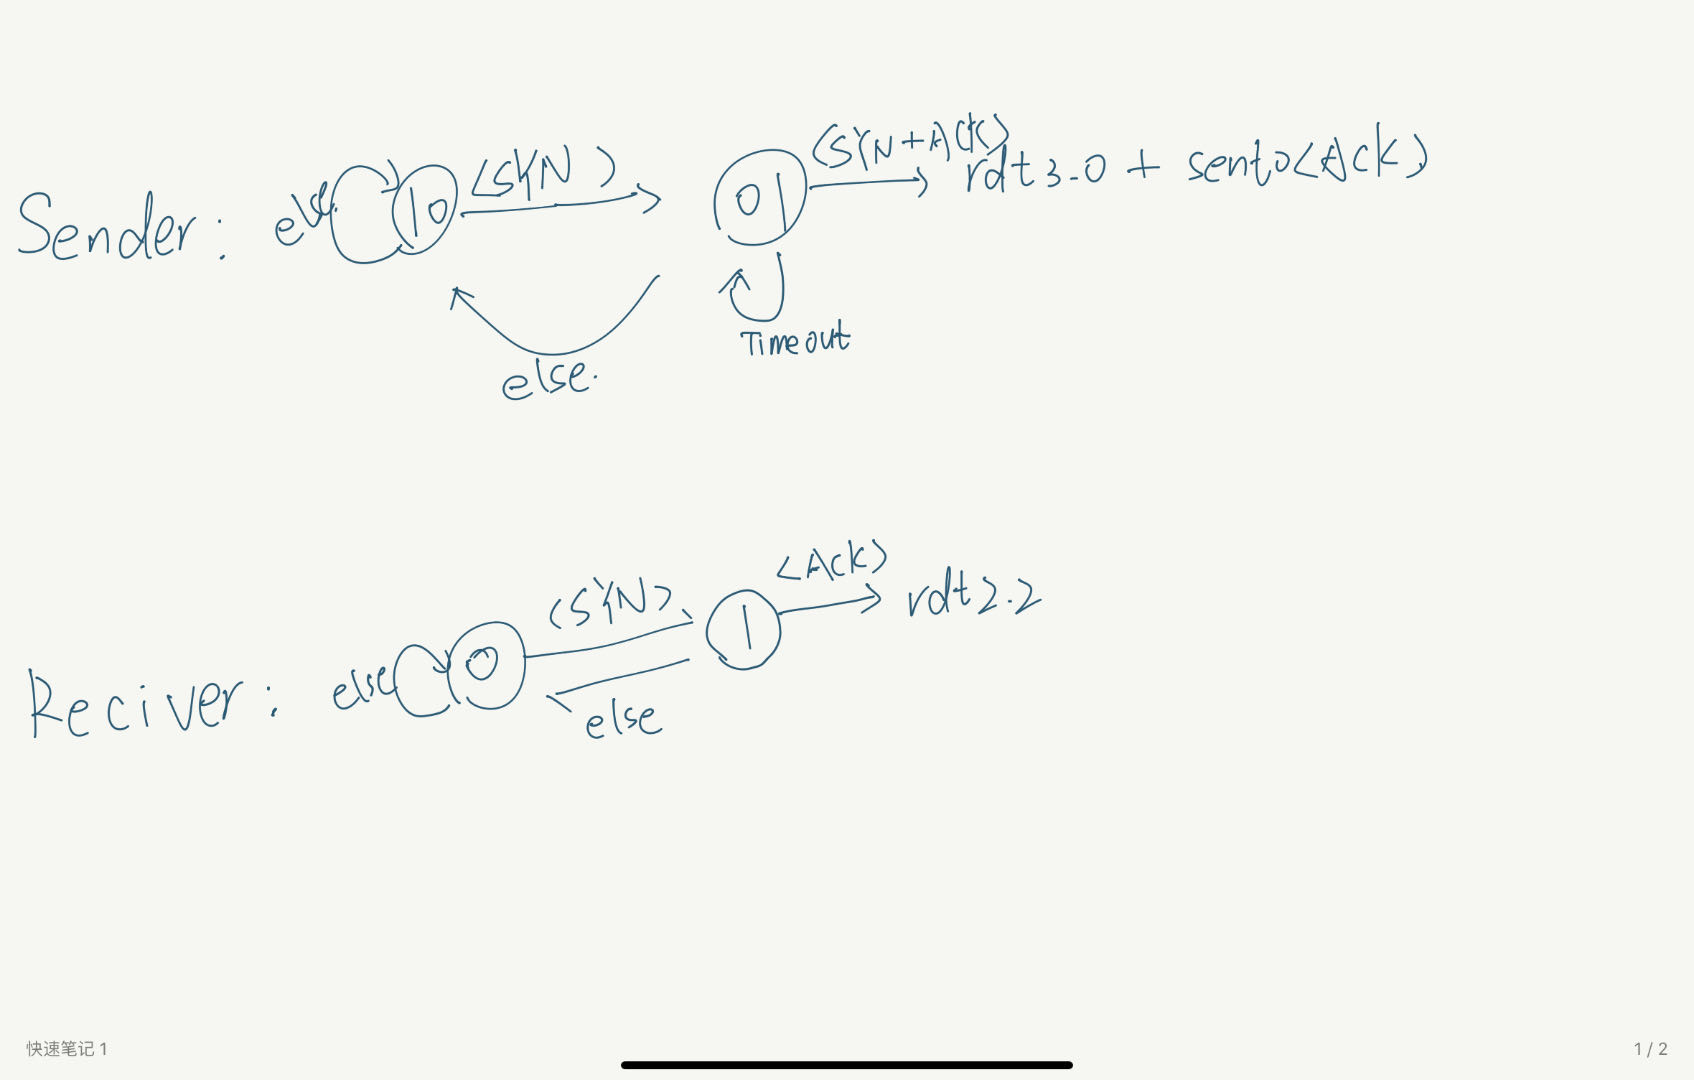 Sender: else. 10 <SYN> 01 <SYN+Ack> rdt3.0 + sento<Ack>
Timeout
else.
Reciver: else 0 <SYN> 1 <Ack> rdt2.2
else
快速笔记 1
1 / 2